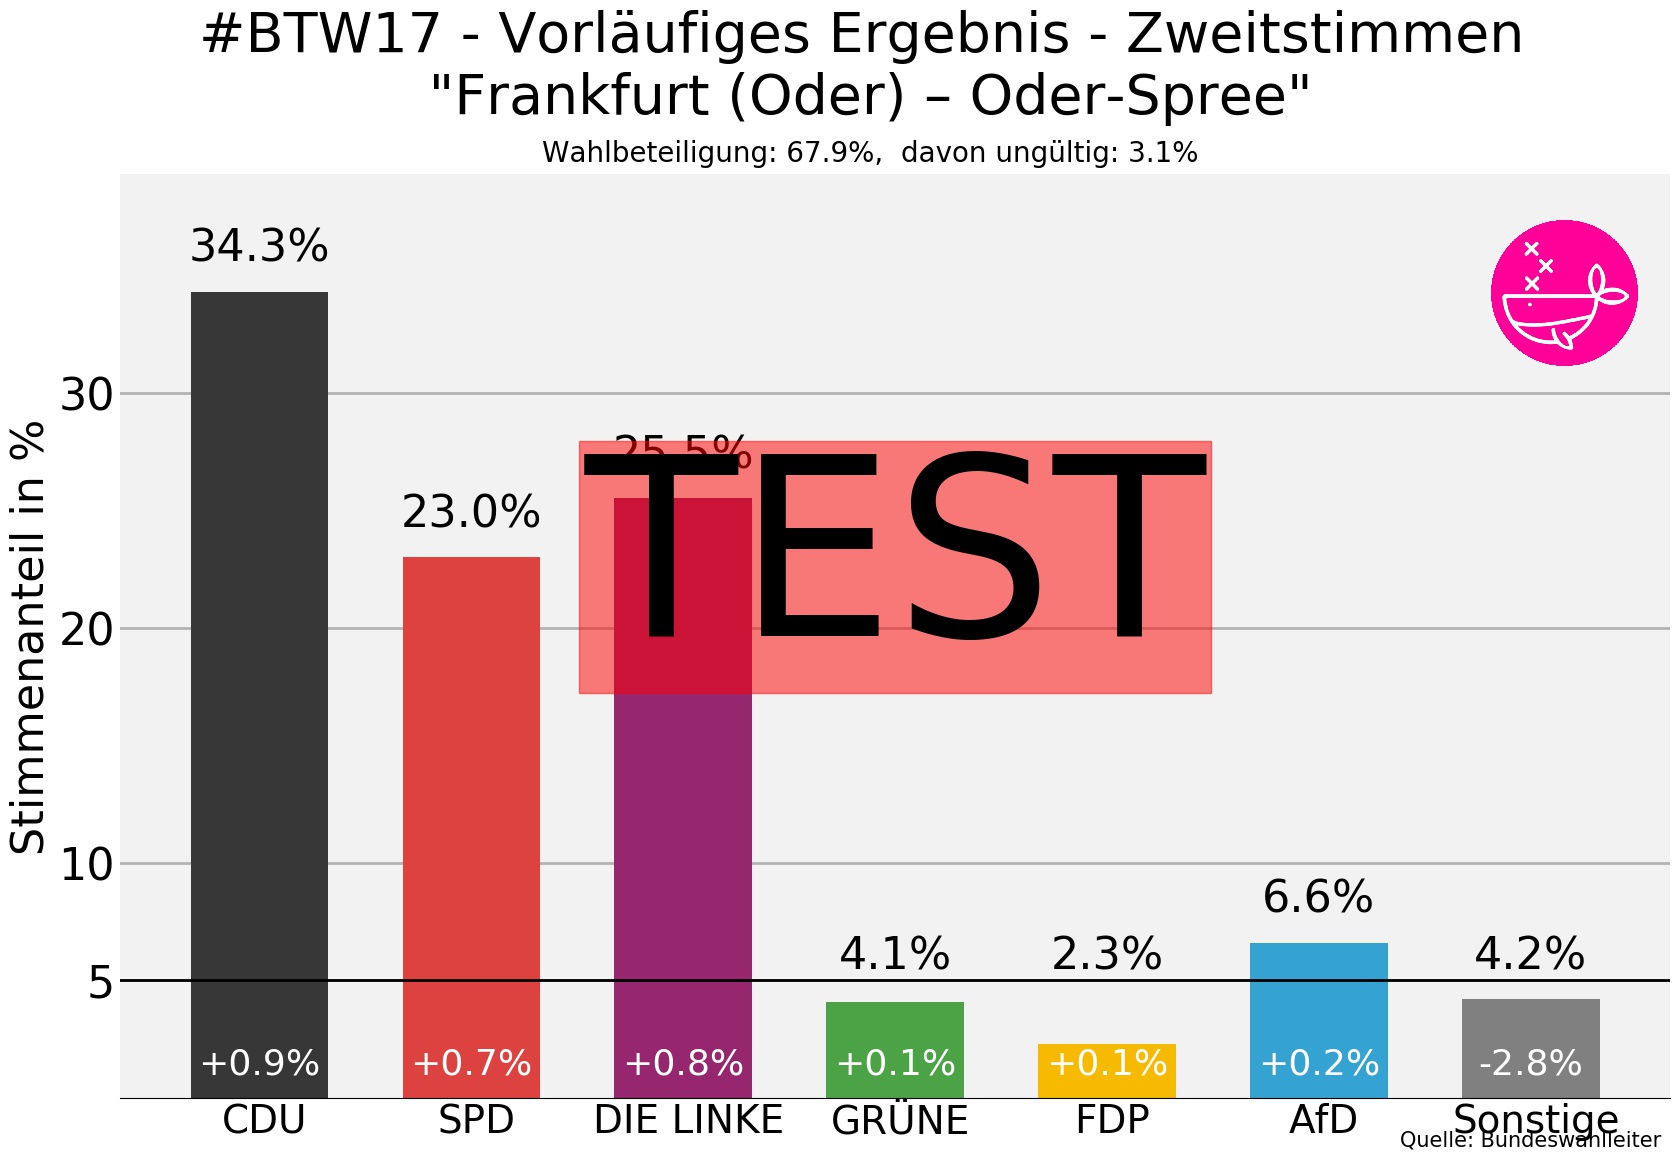 #BTW17 - Vorläufiges Ergebnis - Zweitstimmen
"Frankfurt (Oder) – Oder-Spree"
Wahlbeteiligung: 67.9%,  davon ungültig: 3.1%
Stimmenanteil in %
30
20
10
5
34.3%
23.0%
25.5%
4.1%
2.3%
6.6%
4.2%
TEST
+0.9%
+0.7%
+0.8%
+0.1%
+0.1%
+0.2%
-2.8%
CDU
SPD
DIE LINKE
GRÜNE
FDP
AfD
Sonstige
Quelle: Bundeswahlleiter